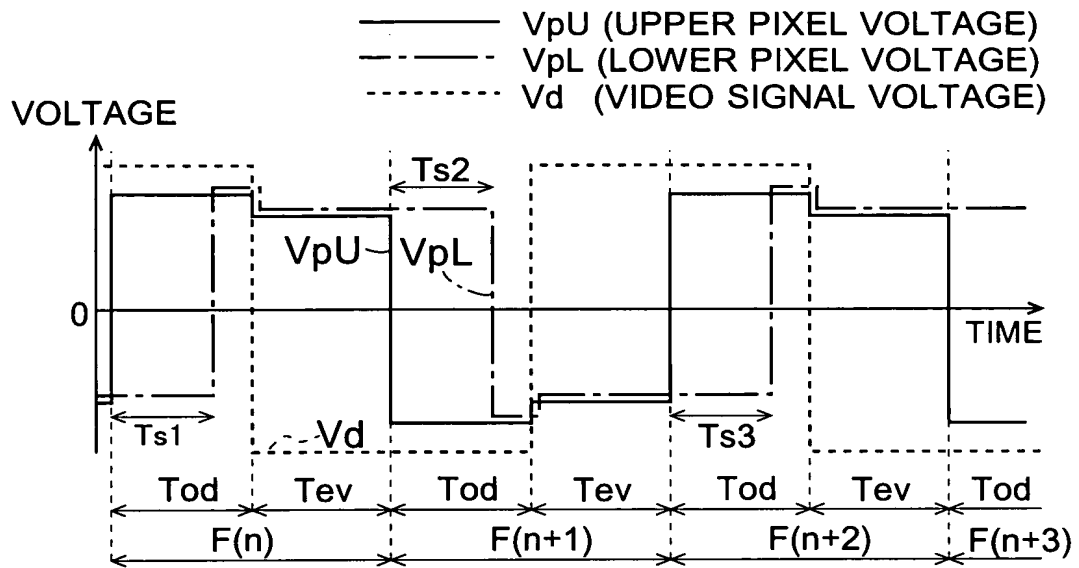 VpU (UPPER PIXEL VOLTAGE)
VpL (LOWER PIXEL VOLTAGE)
Vd (VIDEO SIGNAL VOLTAGE)
VOLTAGE
Ts2
VpU
VpL
0
TIME
Ts1
Vd
Ts3
Tod Tev Tod Tev Tod Tev Tod
F(n) F(n+1) F(n+2) F(n+3)